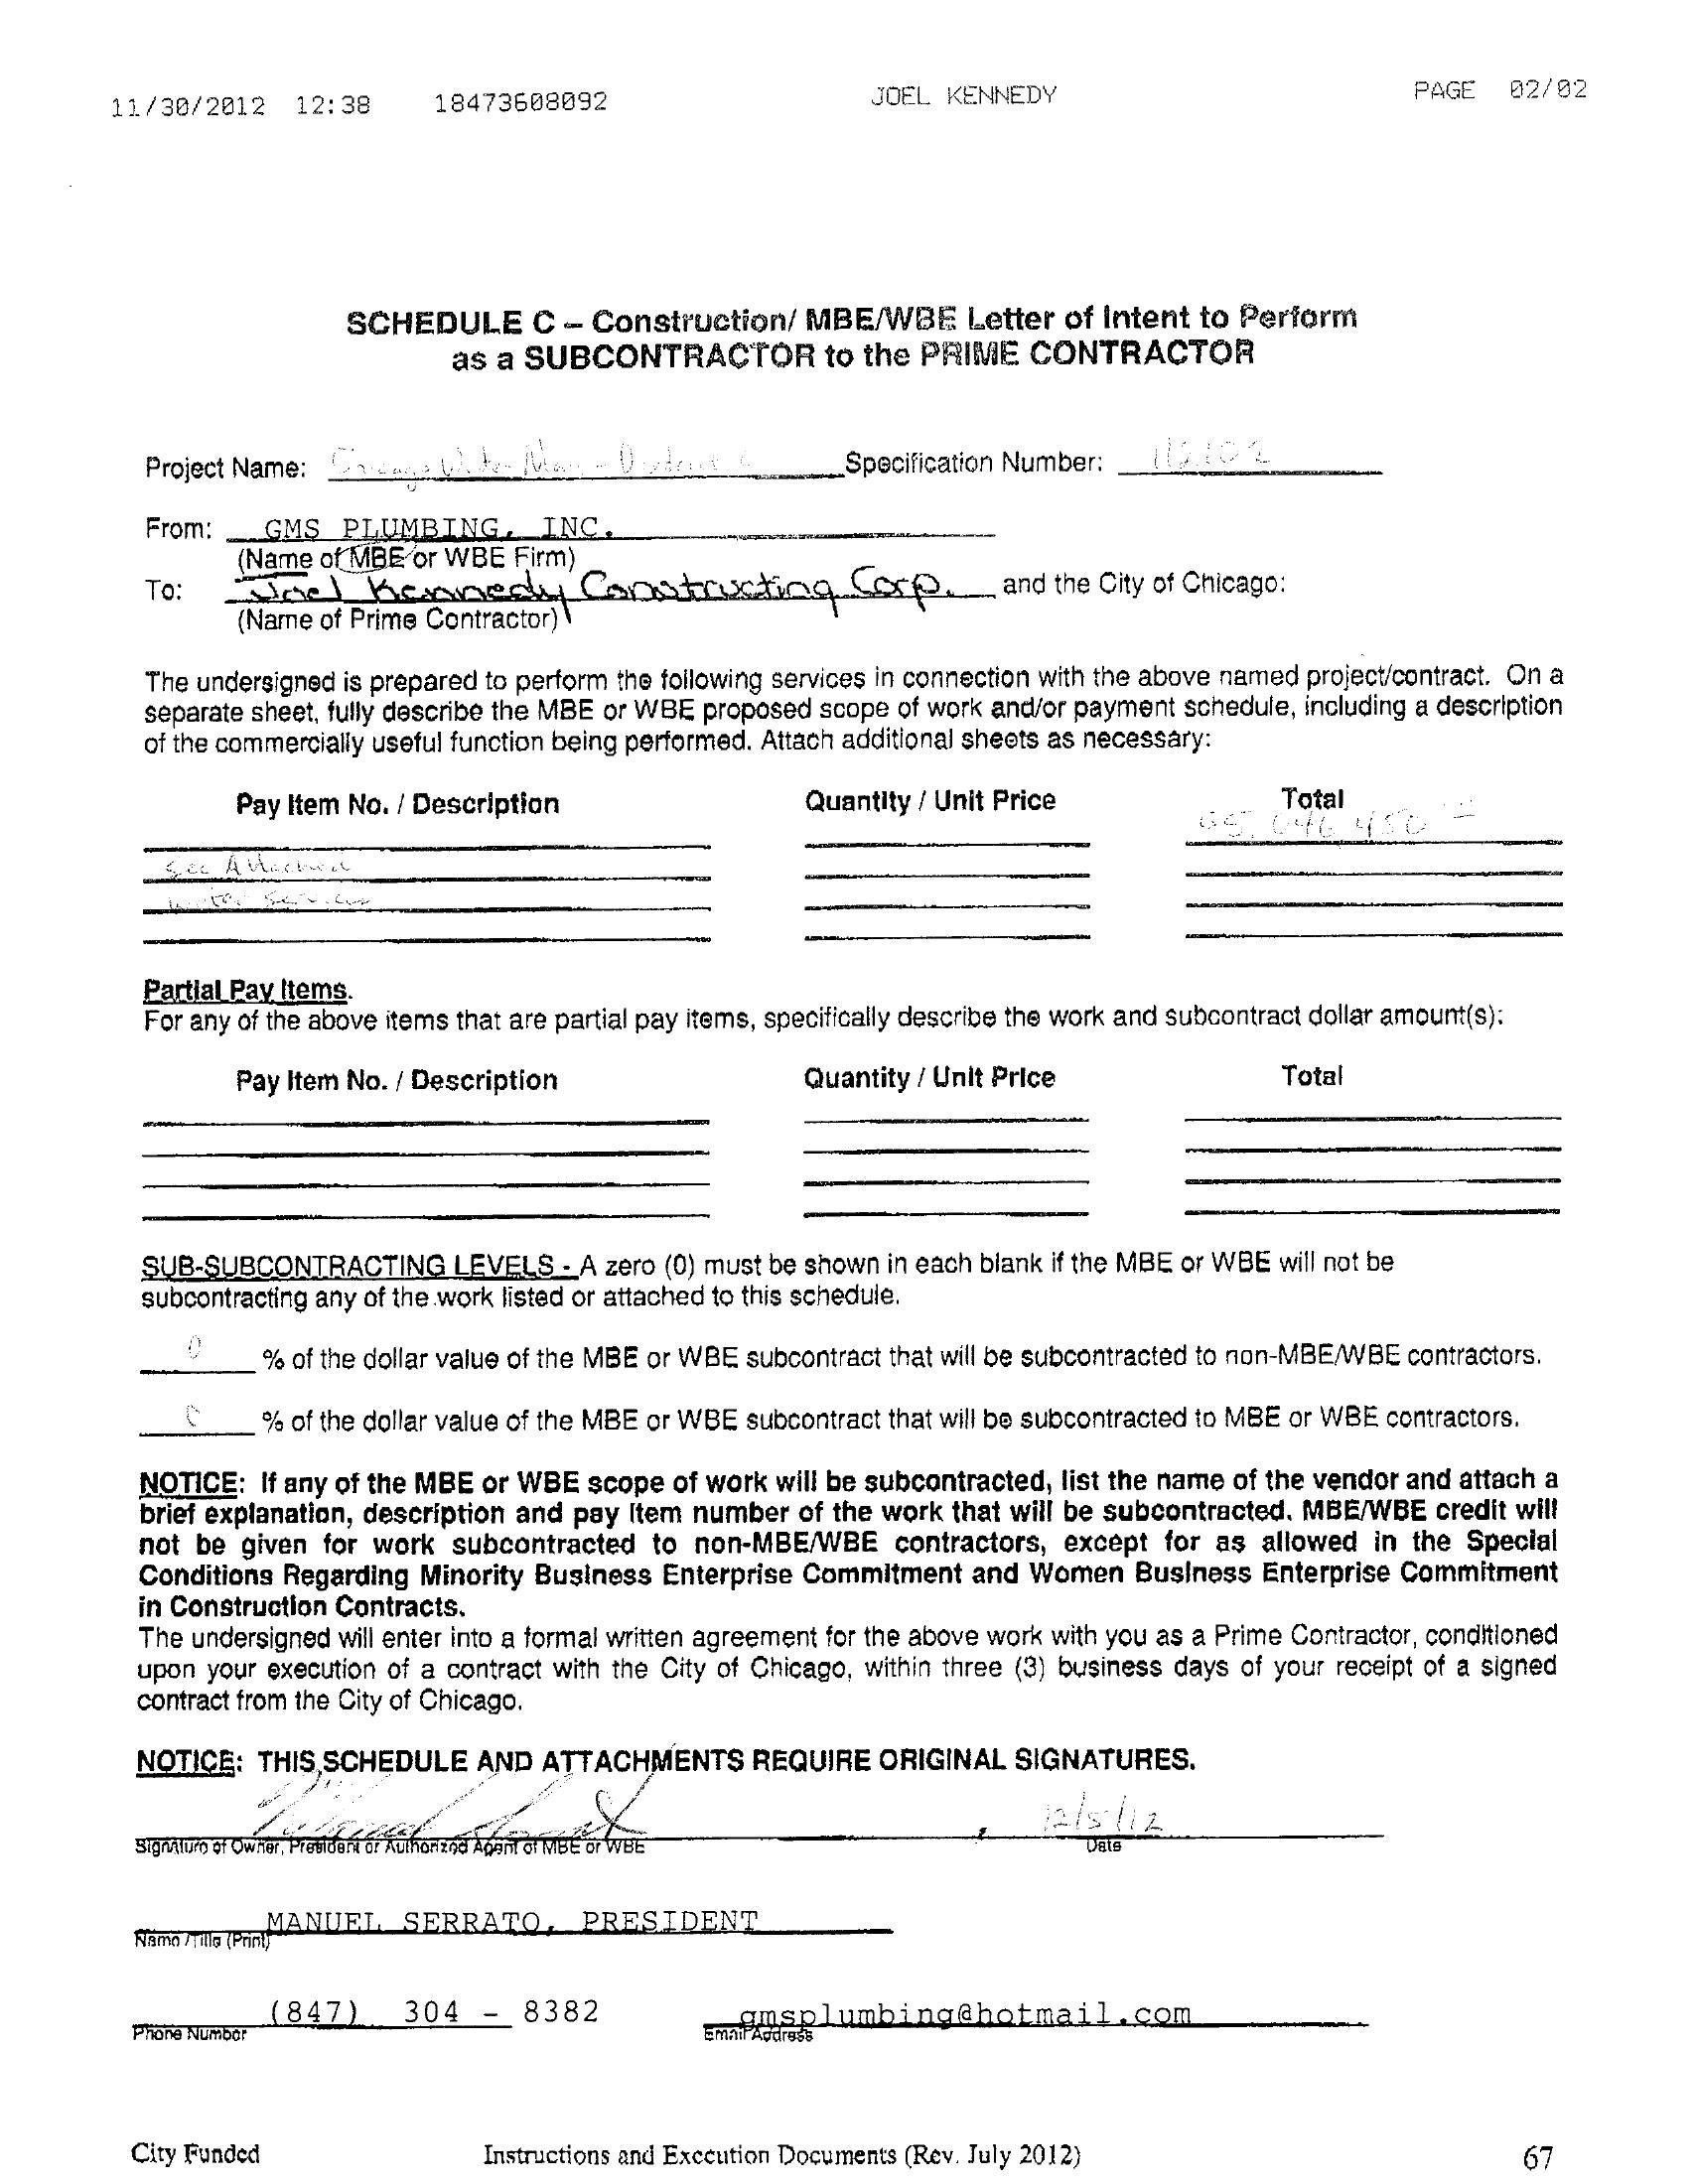 11/30/2012 12:38 18473608092 JOEL KENNEDY PAGE 02/02
SCHEDULE C – Construction/ MBE/WBE Letter of Intent to Perform
as a SUBCONTRACTOR to the PRIME CONTRACTOR
Project Name: Chicago Water Main - Specification Number: 112102
From: GMS PLUMBING, INC.
(Name of MBE or WBE Firm)
To: Joel Kennedy Constructing Corp. and the City of Chicago:
(Name of Prime Contractor)
The undersigned is prepared to perform the following services in connection with the above named project/contract. On a
separate sheet, fully describe the MBE or WBE proposed scope of work and/or payment schedule, including a description
of the commercially useful function being performed. Attach additional sheets as necessary:
Pay Item No. / Description Quantity / Unit Price Total
See Attached
Water Services
Partial Pay Items.
For any of the above items that are partial pay items, specifically describe the work and subcontract dollar amount(s):
Pay Item No. / Description Quantity / Unit Price Total
SUB-SUBCONTRACTING LEVELS - A zero (0) must be shown in each blank if the MBE or WBE will not be
subcontracting any of the work listed or attached to this schedule.
0 % of the dollar value of the MBE or WBE subcontract that will be subcontracted to non-MBE/WBE contractors.
0 % of the dollar value of the MBE or WBE subcontract that will be subcontracted to MBE or WBE contractors.
NOTICE: If any of the MBE or WBE scope of work will be subcontracted, list the name of the vendor and attach a
brief explanation, description and pay item number of the work that will be subcontracted. MBE/WBE credit will
not be given for work subcontracted to non-MBE/WBE contractors, except for as allowed in the Special
Conditions Regarding Minority Business Enterprise Commitment and Women Business Enterprise Commitment
in Construction Contracts.
The undersigned will enter into a formal written agreement for the above work with you as a Prime Contractor, conditioned
upon your execution of a contract with the City of Chicago, within three (3) business days of your receipt of a signed
contract from the City of Chicago.
NOTICE: THIS SCHEDULE AND ATTACHMENTS REQUIRE ORIGINAL SIGNATURES.
12/5/12
Signature of Owner, President or Authorized Agent of MBE or WBE Date
MANUEL SERRATO, PRESIDENT
Name /Title (Print)
(847) 304 - 8382 gmsplumbing@hotmail.com
Phone Number Email Address
City Funded Instructions and Execution Documents (Rev. July 2012) 67